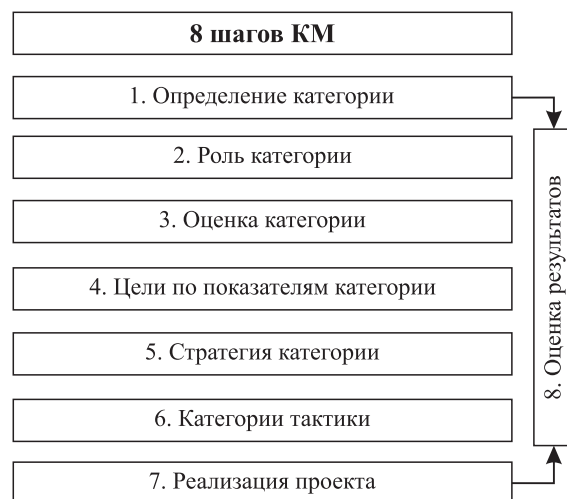 8 шагов КМ
1. Определение категории
2. Роль категории
3. Оценка категории
4. Цели по показателям категории
5. Стратегия категории
6. Категории тактики
7. Реализация проекта
8. Оценка результатов